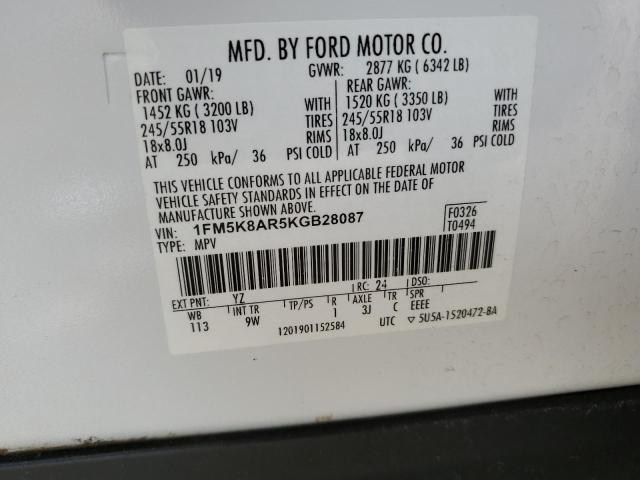 MFD. BY FORD MOTOR CO.
DATE: 01/19 GVWR: 2877 KG ( 6342 LB)
FRONT GAWR: REAR GAWR:
1452 KG ( 3200 LB) WITH 1520 KG ( 3350 LB) WITH
245/55R18 103V TIRES 245/55R18 103V TIRES
18x8.0J RIMS 18x8.0J RIMS
AT 250 kPa/ 36 PSI COLD AT 250 kPa/ 36 PSI COLD
THIS VEHICLE CONFORMS TO ALL APPLICABLE FEDERAL MOTOR
VEHICLE SAFETY STANDARDS IN EFFECT ON THE DATE OF
MANUFACTURE SHOWN ABOVE.
VIN: 1FM5K8AR5KGB28087 F0326
TYPE: MPV T0494
EXT PNT: YZ RC: 24 DSO:
WB INT TR TP/PS R AXLE TR SPR
113 9W 1 3J C EEEE
1201901152584 UTC ▽ 5U5A-1520472-BA